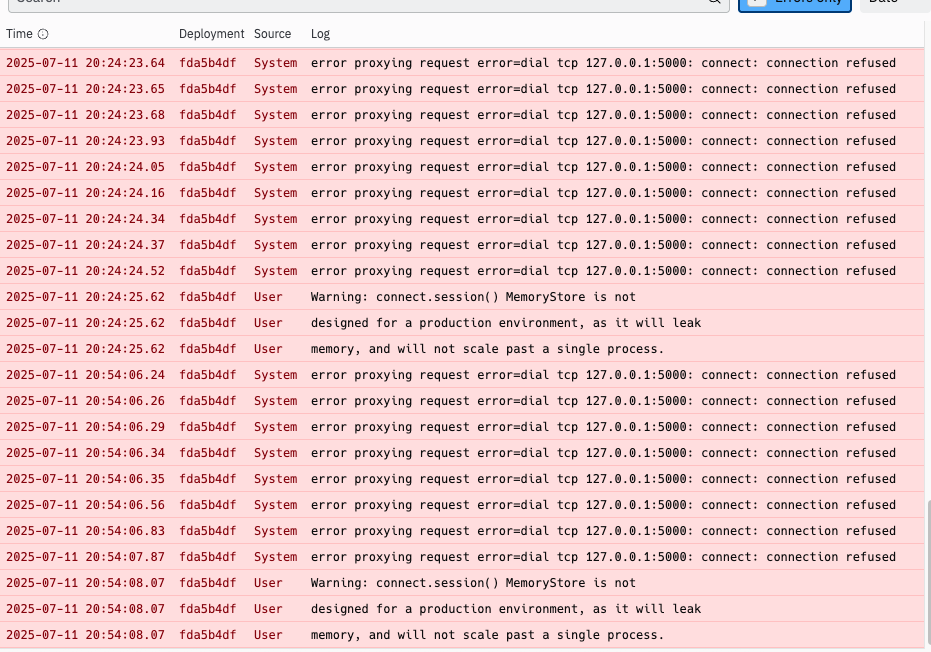 Search Errors only Date
Time Deployment Source Log
2025-07-11 20:24:23.64 fda5b4df System error proxying request error=dial tcp 127.0.0.1:5000: connect: connection refused
2025-07-11 20:24:23.65 fda5b4df System error proxying request error=dial tcp 127.0.0.1:5000: connect: connection refused
2025-07-11 20:24:23.68 fda5b4df System error proxying request error=dial tcp 127.0.0.1:5000: connect: connection refused
2025-07-11 20:24:23.93 fda5b4df System error proxying request error=dial tcp 127.0.0.1:5000: connect: connection refused
2025-07-11 20:24:24.05 fda5b4df System error proxying request error=dial tcp 127.0.0.1:5000: connect: connection refused
2025-07-11 20:24:24.16 fda5b4df System error proxying request error=dial tcp 127.0.0.1:5000: connect: connection refused
2025-07-11 20:24:24.34 fda5b4df System error proxying request error=dial tcp 127.0.0.1:5000: connect: connection refused
2025-07-11 20:24:24.37 fda5b4df System error proxying request error=dial tcp 127.0.0.1:5000: connect: connection refused
2025-07-11 20:24:24.52 fda5b4df System error proxying request error=dial tcp 127.0.0.1:5000: connect: connection refused
2025-07-11 20:24:25.62 fda5b4df User Warning: connect.session() MemoryStore is not
2025-07-11 20:24:25.62 fda5b4df User designed for a production environment, as it will leak
2025-07-11 20:24:25.62 fda5b4df User memory, and will not scale past a single process.
2025-07-11 20:54:06.24 fda5b4df System error proxying request error=dial tcp 127.0.0.1:5000: connect: connection refused
2025-07-11 20:54:06.26 fda5b4df System error proxying request error=dial tcp 127.0.0.1:5000: connect: connection refused
2025-07-11 20:54:06.29 fda5b4df System error proxying request error=dial tcp 127.0.0.1:5000: connect: connection refused
2025-07-11 20:54:06.34 fda5b4df System error proxying request error=dial tcp 127.0.0.1:5000: connect: connection refused
2025-07-11 20:54:06.35 fda5b4df System error proxying request error=dial tcp 127.0.0.1:5000: connect: connection refused
2025-07-11 20:54:06.56 fda5b4df System error proxying request error=dial tcp 127.0.0.1:5000: connect: connection refused
2025-07-11 20:54:06.83 fda5b4df System error proxying request error=dial tcp 127.0.0.1:5000: connect: connection refused
2025-07-11 20:54:07.87 fda5b4df System error proxying request error=dial tcp 127.0.0.1:5000: connect: connection refused
2025-07-11 20:54:08.07 fda5b4df User Warning: connect.session() MemoryStore is not
2025-07-11 20:54:08.07 fda5b4df User designed for a production environment, as it will leak
2025-07-11 20:54:08.07 fda5b4df User memory, and will not scale past a single process.